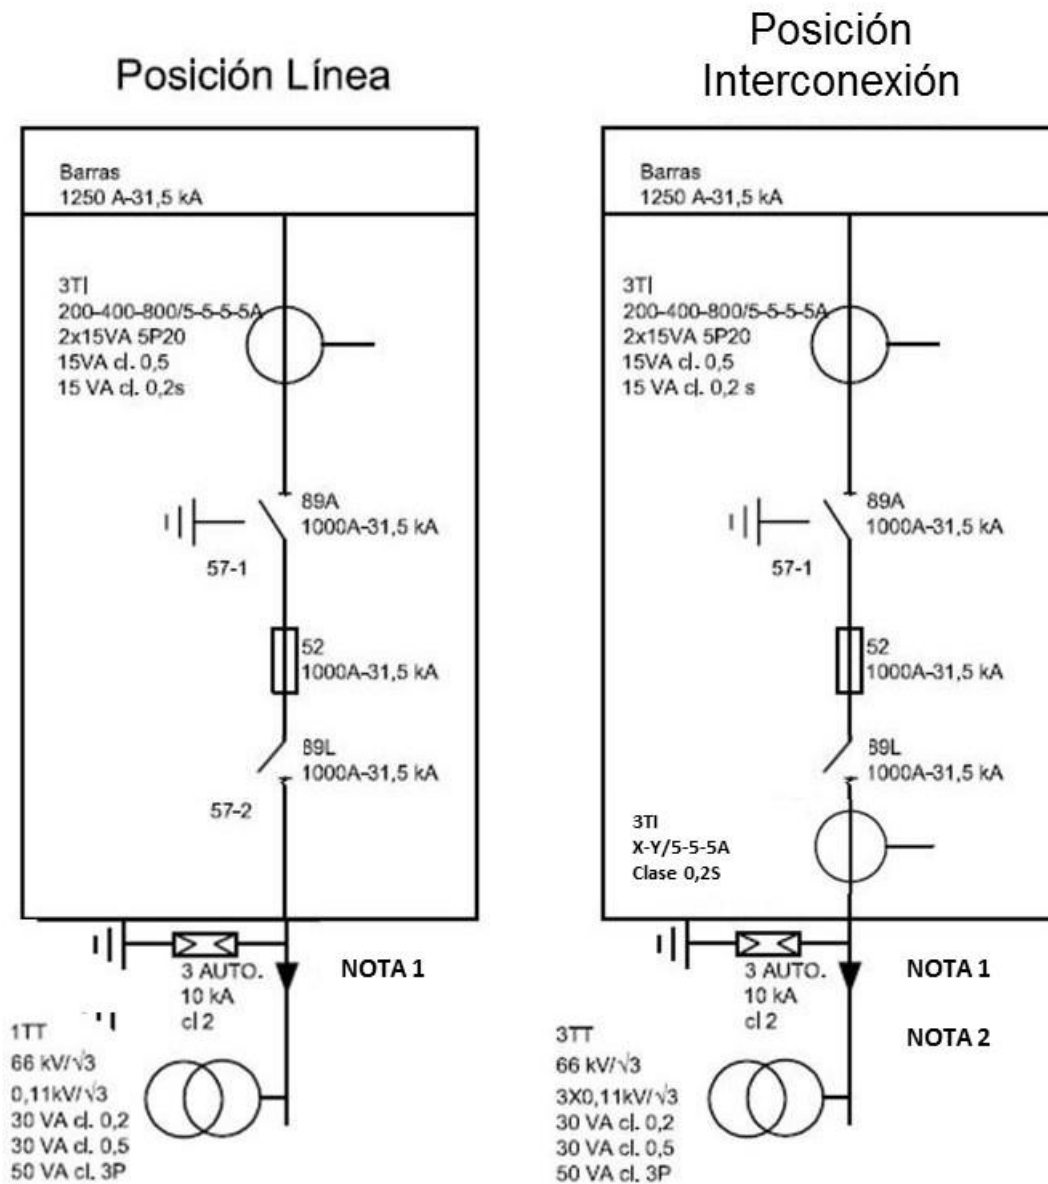 Posición Línea
Barras
1250 A-31,5 kA
3TI
200-400-800/5-5-5-5A
2x15VA 5P20
15VA cl. 0,5
15 VA cl. 0,2s
89A
1000A-31,5 kA
57-1
52
1000A-31,5 kA
89L
1000A-31,5 kA
57-2
3 AUTO.
10 kA
cl 2
NOTA 1
1TT
66 kV/√3
0,11kV/√3
30 VA cl. 0,2
30 VA cl. 0,5
50 VA cl. 3P
Posición
Interconexión
Barras
1250 A-31,5 kA
3TI
200-400-800/5-5-5-5A
2x15VA 5P20
15VA cl. 0,5
15 VA cl. 0,2 s
89A
1000A-31,5 kA
57-1
52
1000A-31,5 kA
89L
1000A-31,5 kA
3TI
X-Y/5-5-5A
Clase 0,2S
3 AUTO.
10 kA
cl 2
NOTA 1
NOTA 2
3TT
66 kV/√3
3X0,11kV/√3
30 VA cl. 0,2
30 VA cl. 0,5
50 VA cl. 3P